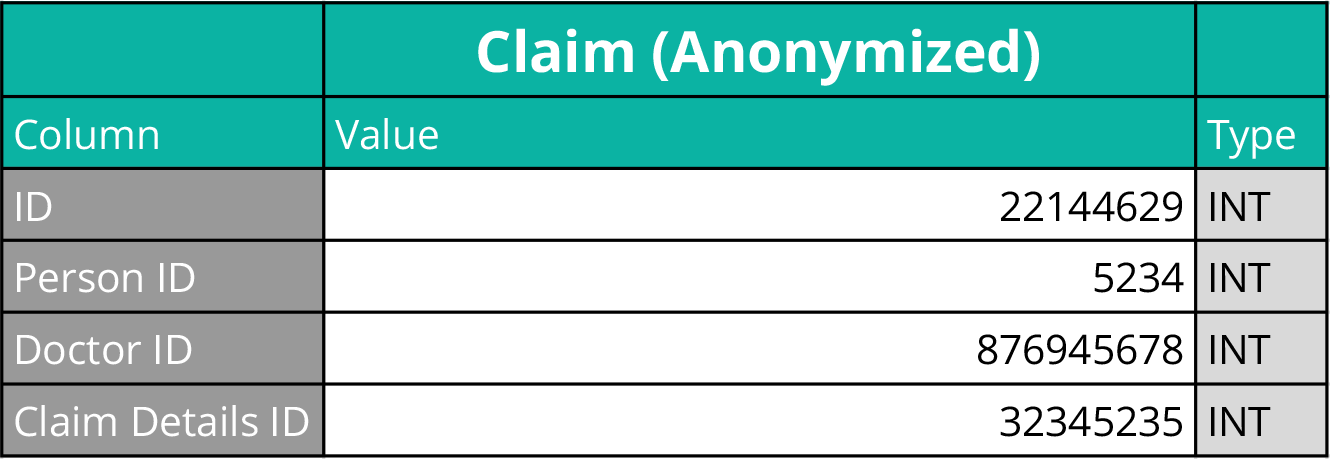 Claim (Anonymized)
Column Value Type
ID 22144629 INT
Person ID 5234 INT
Doctor ID 876945678 INT
Claim Details ID 32345235 INT